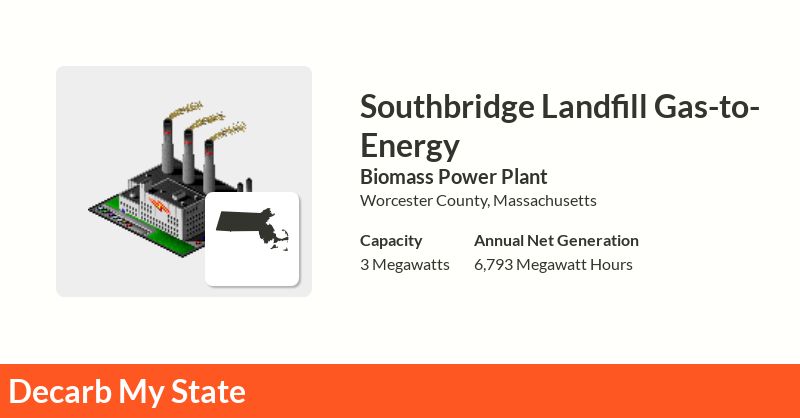 Southbridge Landfill Gas-to-
Energy
Biomass Power Plant
Worcester County, Massachusetts
Capacity
Annual Net Generation
3 Megawatts
6,793 Megawatt Hours
Decarb My State